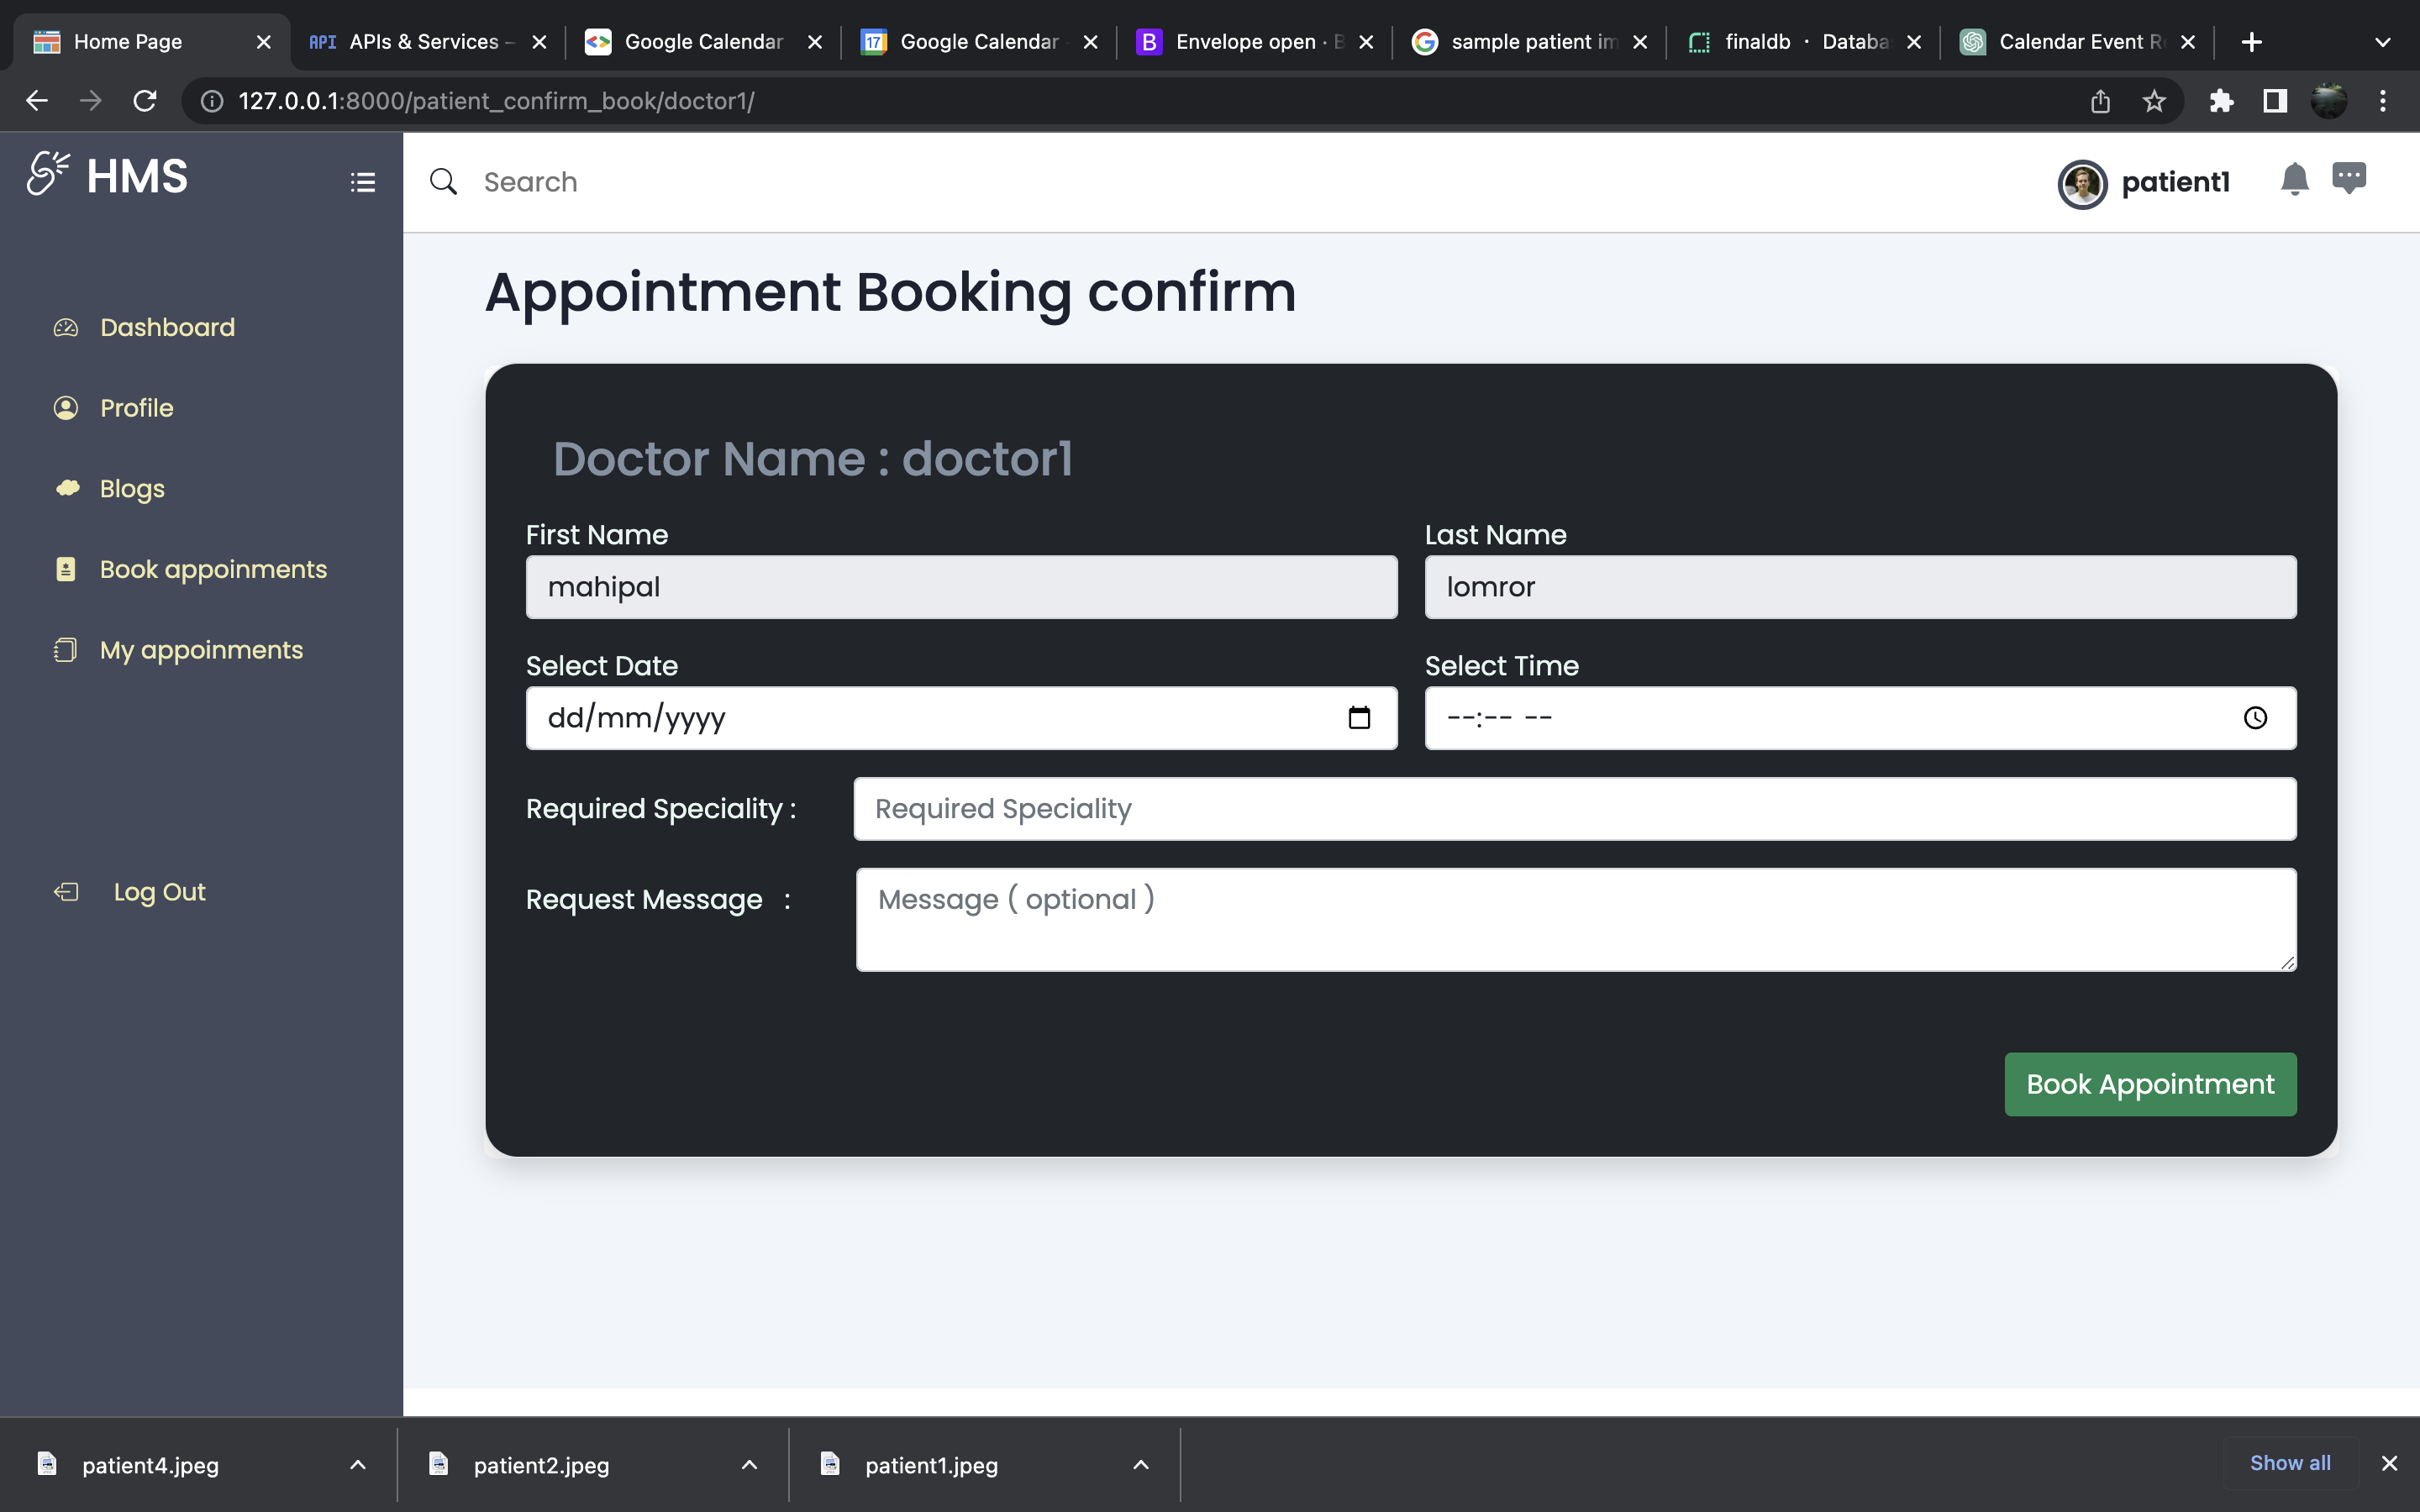 Home Page
API APIs & Services –
Google Calendar
17 Google Calendar
B Envelope open · B
sample patient im
finaldb · Databa
Calendar Event Re
127.0.0.1:8000/patient_confirm_book/doctor1/
HMS
Search
patient1
Dashboard
Profile
Blogs
Book appoinments
My appoinments
Log Out
Appointment Booking confirm
Doctor Name : doctor1
First Name
Last Name
mahipal
lomror
Select Date
Select Time
dd/mm/yyyy
--:-- --
Required Speciality :
Required Speciality
Request Message :
Message ( optional )
Book Appointment
patient4.jpeg
patient2.jpeg
patient1.jpeg
Show all